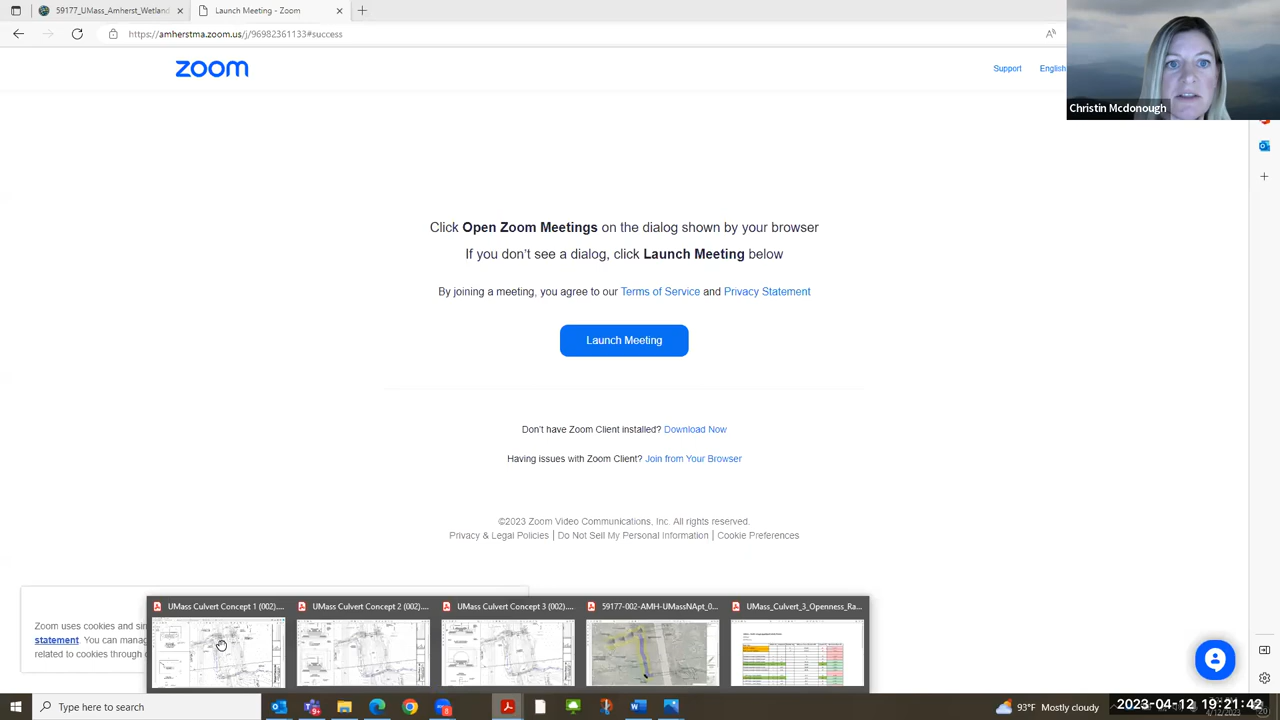 59177_UMass_Amherst_Wetland
Launch Meeting - Zoom
https://amherstma.zoom.us/j/96982361133#success
zoom
Support
English
Christin Mcdonough
Click Open Zoom Meetings on the dialog shown by your browser
If you don't see a dialog, click Launch Meeting below
By joining a meeting, you agree to our Terms of Service and Privacy Statement
Launch Meeting
Don't have Zoom Client installed? Download Now
Having issues with Zoom Client? Join from Your Browser
©2023 Zoom Video Communications, Inc. All rights reserved.
Privacy & Legal Policies | Do Not Sell My Personal Information | Cookie Preferences
Zoom uses cookies and sim
statement. You can manag
related to cookies through
UMass Culvert Concept 1 (002)....
UMass Culvert Concept 2 (002)....
UMass Culvert Concept 3 (002)....
59177-002-AMH-UMassNApt_0...
UMass_Culvert_3_Openness_Ra...
Type here to search
93°F Mostly cloudy
2023-04-12 19:21:42